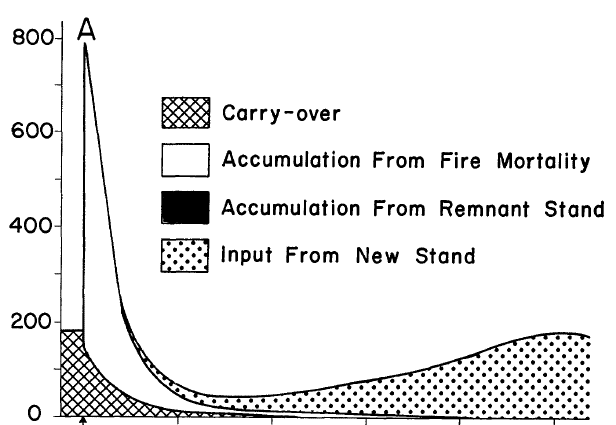 A
800
600
400
200
0
Carry-over
Accumulation From Fire Mortality
Accumulation From Remnant Stand
Input From New Stand